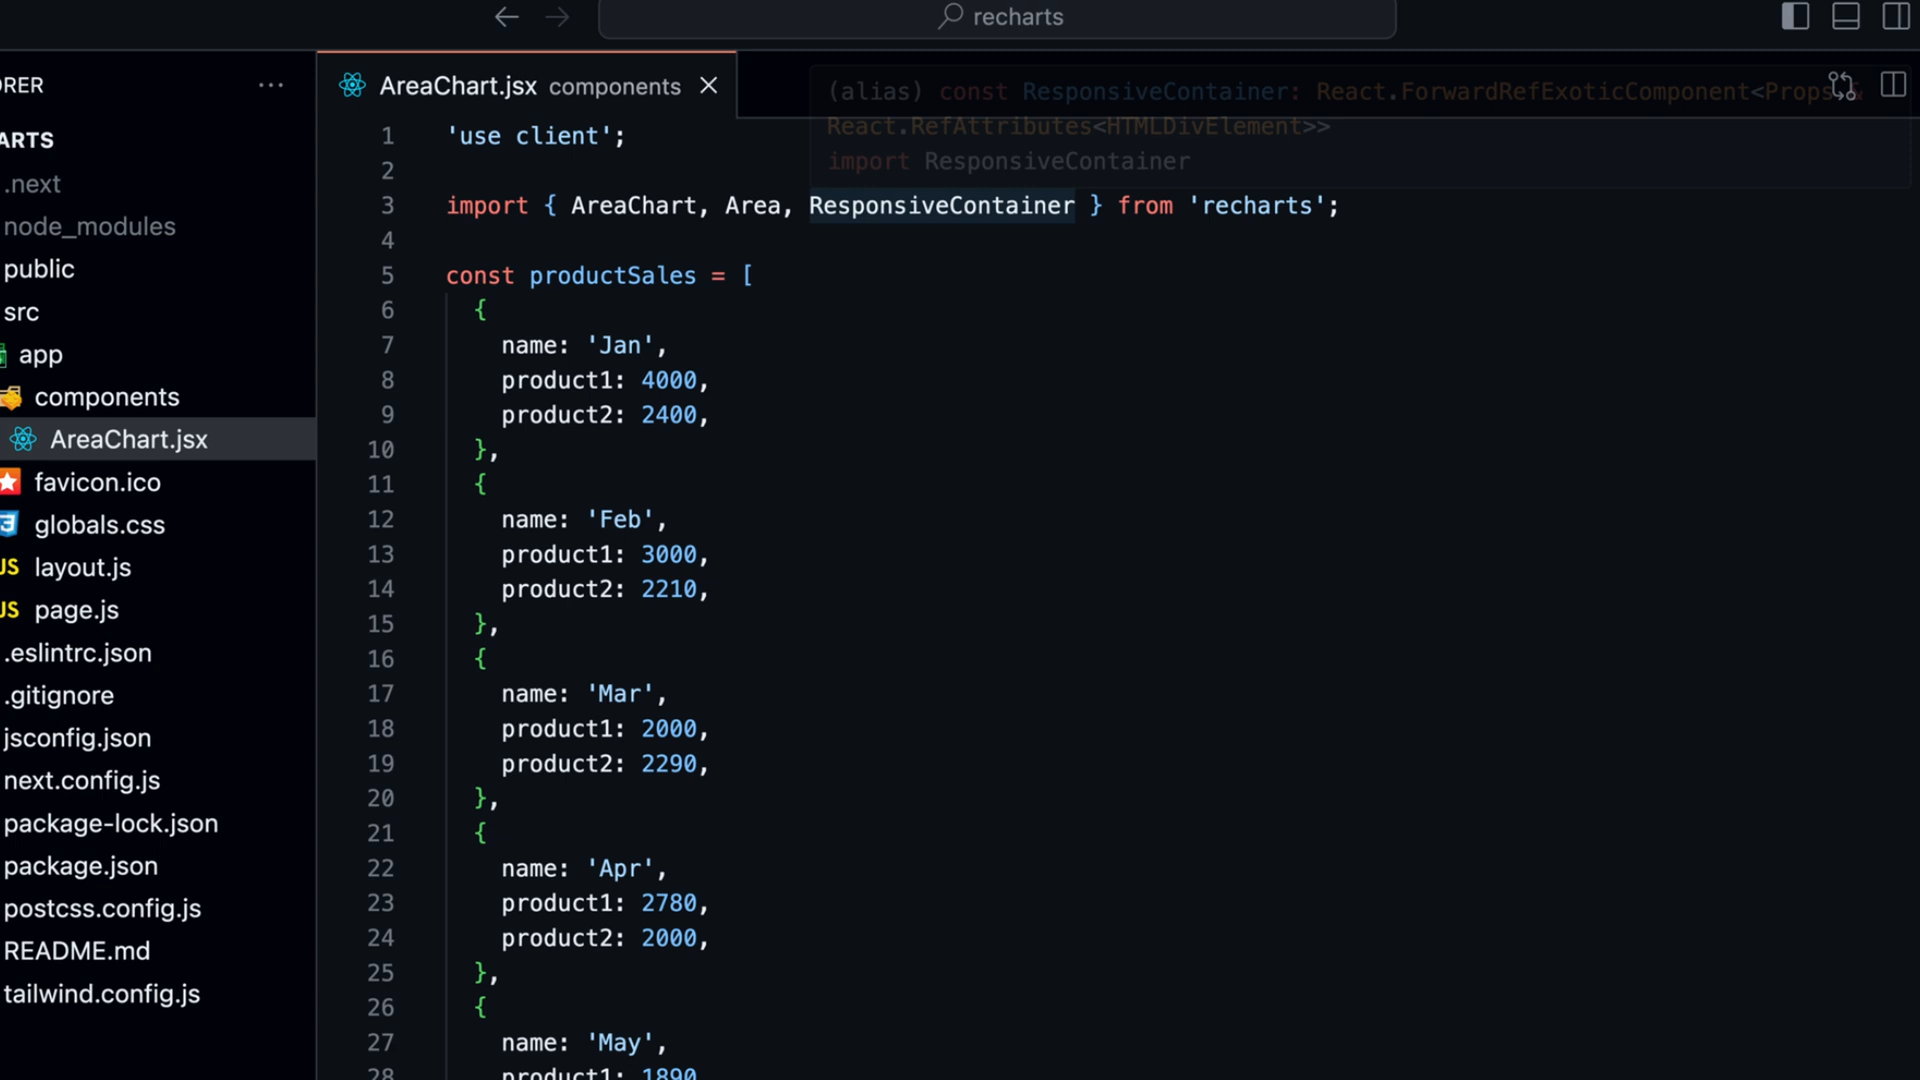 recharts
ORER
ARTS
.next
node_modules
public
src
app
components
AreaChart.jsx
favicon.ico
globals.css
JS layout.js
JS page.js
.eslintrc.json
.gitignore
jsconfig.json
next.config.js
package-lock.json
package.json
postcss.config.js
README.md
tailwind.config.js
AreaChart.jsx components
(alias) const ResponsiveContainer: React.ForwardRefExoticComponent<Props &
React.RefAttributes<HTMLDivElement>>
import ResponsiveContainer
1 'use client';
2
3 import { AreaChart, Area, ResponsiveContainer } from 'recharts';
4
5 const productSales = [
6 {
7 name: 'Jan',
8 product1: 4000,
9 product2: 2400,
10 },
11 {
12 name: 'Feb',
13 product1: 3000,
14 product2: 2210,
15 },
16 {
17 name: 'Mar',
18 product1: 2000,
19 product2: 2290,
20 },
21 {
22 name: 'Apr',
23 product1: 2780,
24 product2: 2000,
25 },
26 {
27 name: 'May',
28 product1: 1890